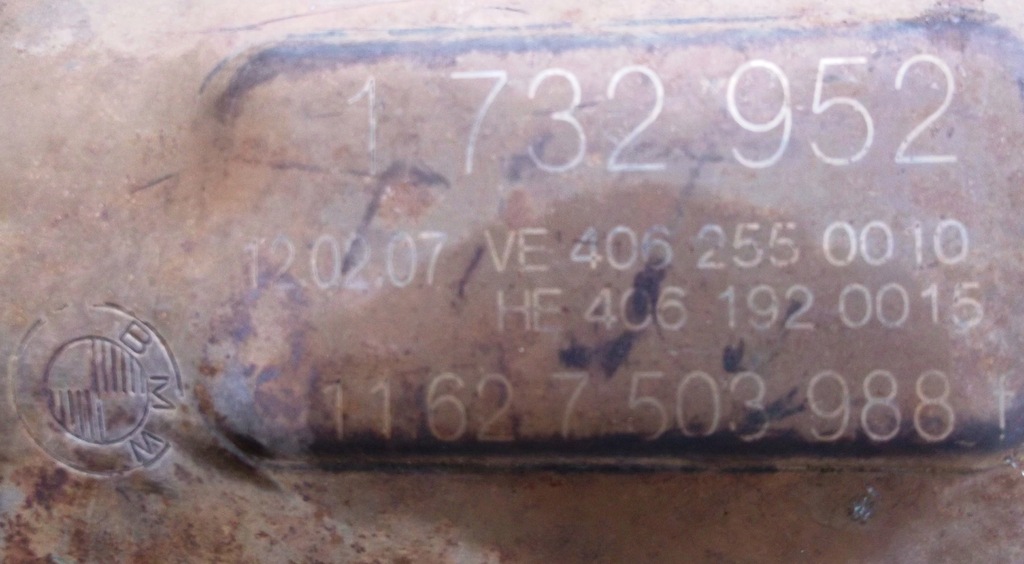 1 732 952
12.02.07 VE 406 255 0010
HE 406 192 0015
11 62 7 503 988 f
BMW